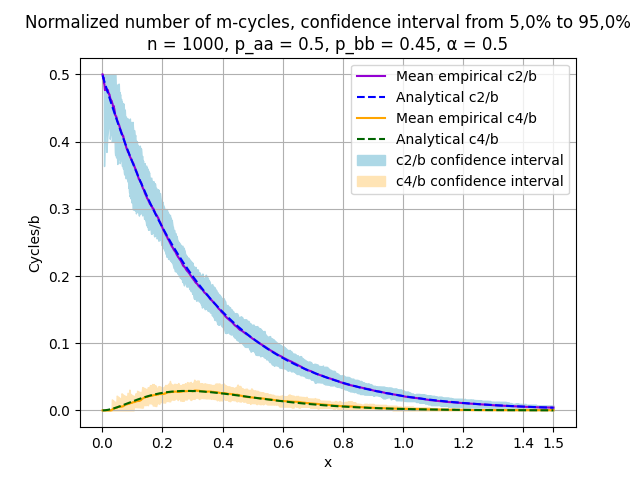 Normalized number of m-cycles, confidence interval from 5,0% to 95,0%
n = 1000, p_aa = 0.5, p_bb = 0.45, α = 0.5
Mean empirical c2/b
Analytical c2/b
Mean empirical c4/b
Analytical c4/b
c2/b confidence interval
c4/b confidence interval
Cycles/b
0.5
0.4
0.3
0.2
0.1
0.0
0.0 0.2 0.4 0.6 0.8 1.0 1.2 1.4 1.5
x